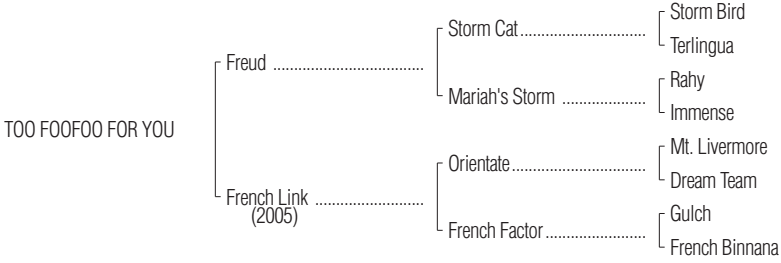 Storm Bird
Storm Cat..............................
Terlingua
Freud ....................................
Rahy
Mariah's Storm ....................
Immense
TOO FOOFOO FOR YOU
Mt. Livermore
Orientate................................
Dream Team
French Link ..........................
(2005)
Gulch
French Factor........................
French Binnana